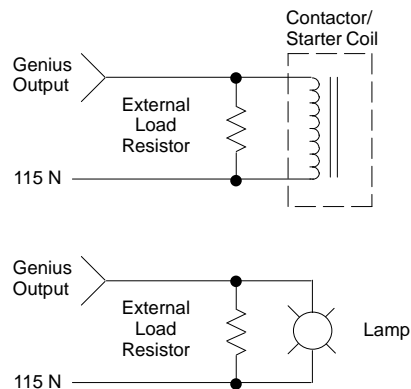 Contactor/
Starter Coil
Genius
Output
External
Load
Resistor
115 N
Genius
Output
External
Load
Resistor
Lamp
115 N